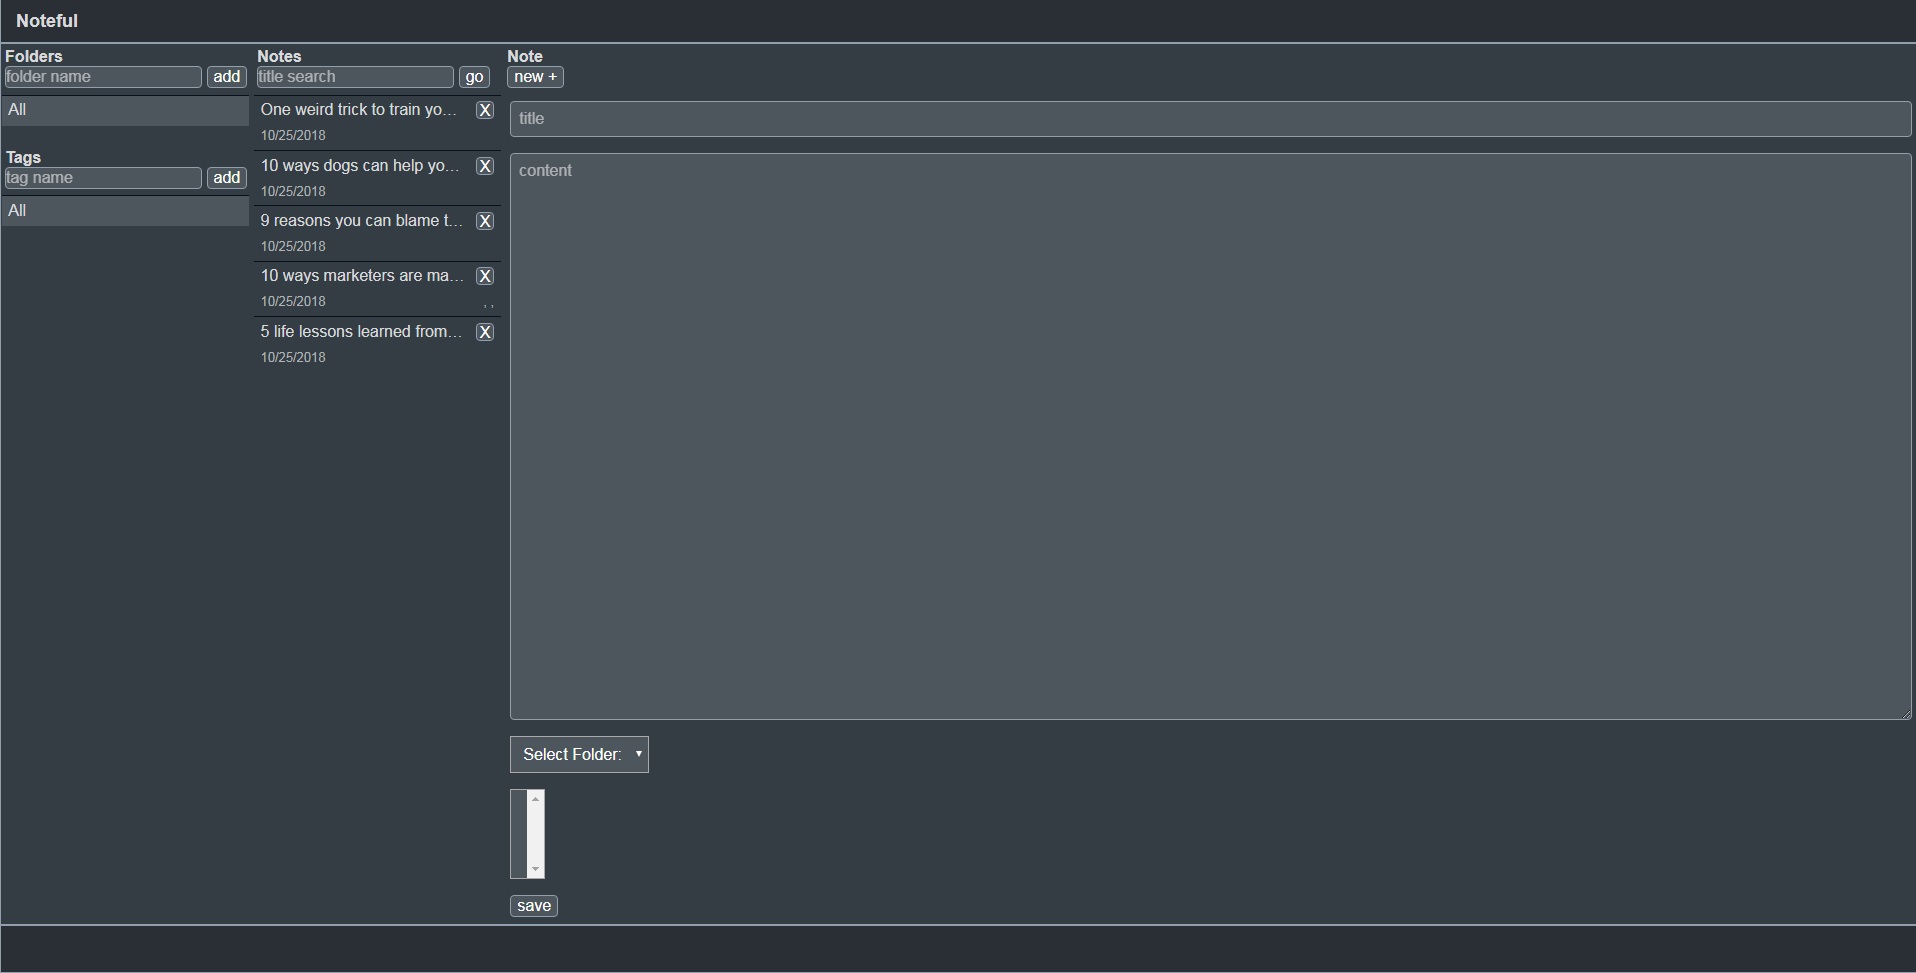 Noteful
Folders
folder name add
All
Tags
tag name add
All
Notes
title search go
One weird trick to train yo... X
10/25/2018
10 ways dogs can help yo... X
10/25/2018
9 reasons you can blame t... X
10/25/2018
10 ways marketers are ma... X
10/25/2018 , ,
5 life lessons learned from... X
10/25/2018
Note
new +
title
content
Select Folder:
save